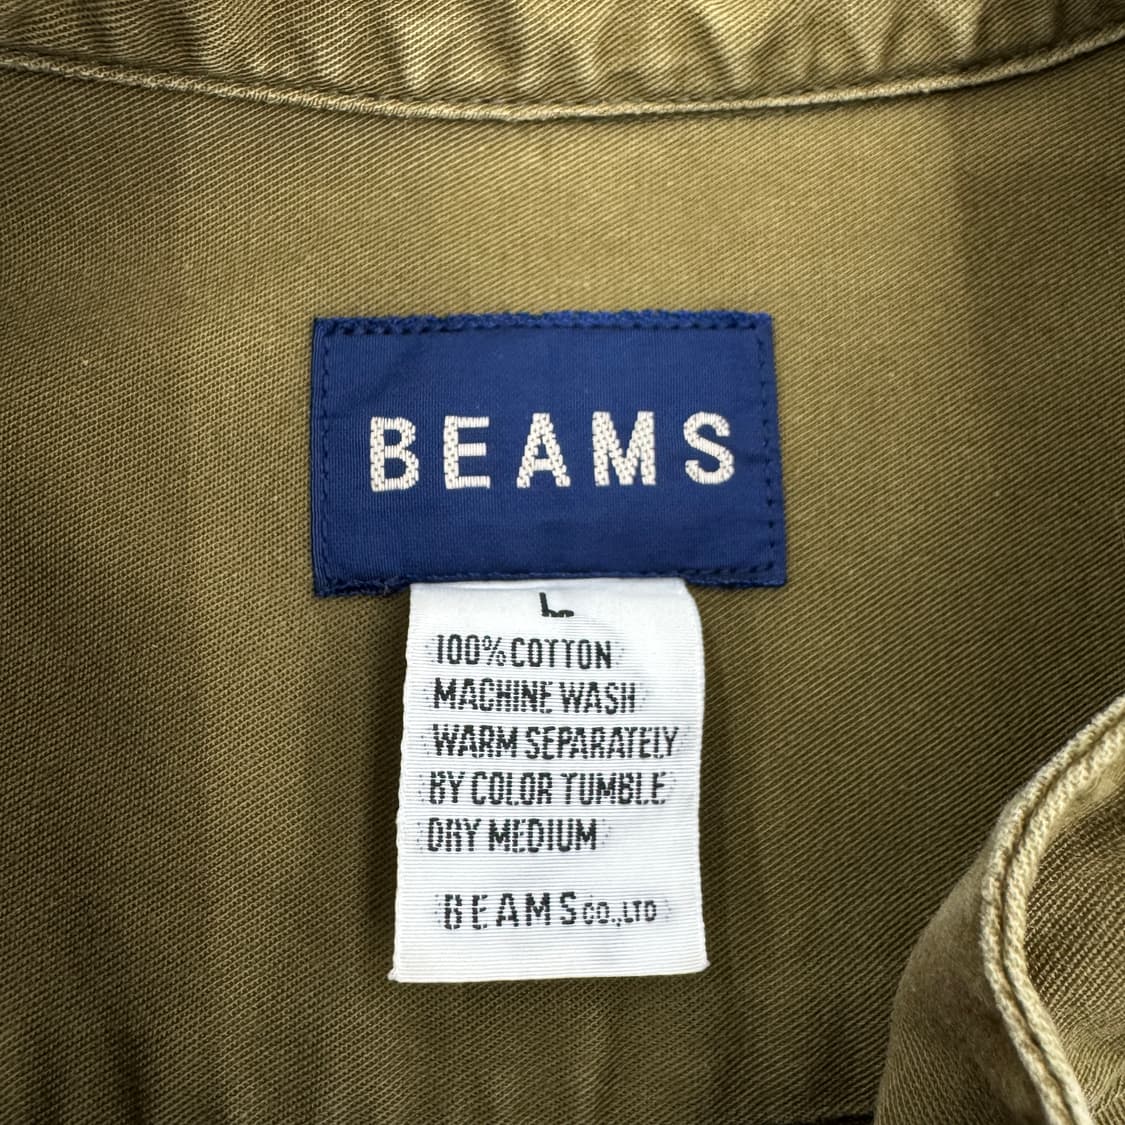 BEAMS
L
100% COTTON
MACHINE WASH
WARM SEPARATELY
BY COLOR TUMBLE
DRY MEDIUM
BEAMS CO.,LTD